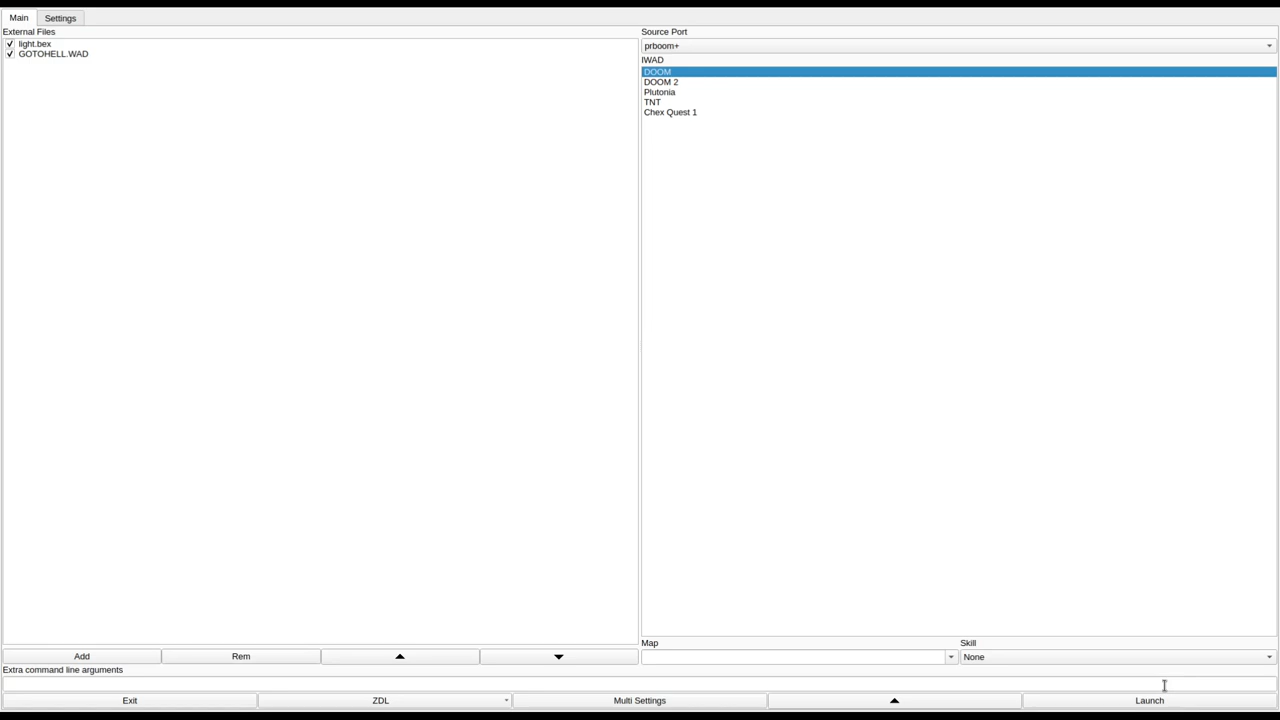 Main Settings
External Files
light.bex
GOTOHELL.WAD
Source Port
prboom+
IWAD
DOOM
DOOM 2
Plutonia
TNT
Chex Quest 1
Map Skill
None
Add Rem
Extra command line arguments
Exit ZDL Multi Settings Launch